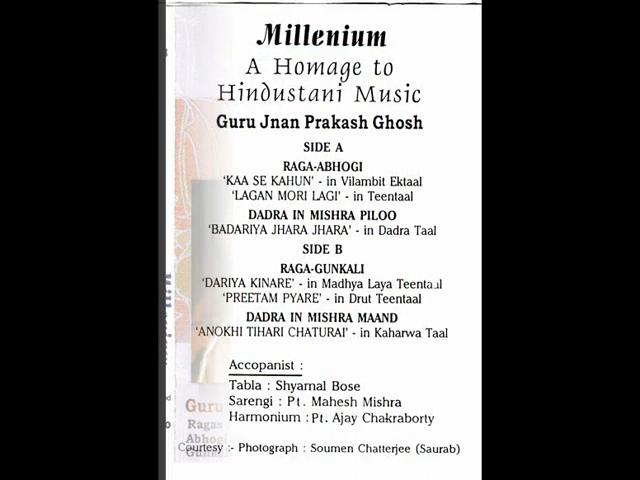 Millenium
A Homage to
Hindustani Music
Guru Jnan Prakash Ghosh
SIDE A
RAGA-ABHOGI
‘KAA SE KAHUN’ - in Vilambit Ektaal
‘LAGAN MORI LAGI’ - in Teentaal
DADRA IN MISHRA PILOO
‘BADARIYA JHARA JHARA’ - in Dadra Taal
SIDE B
RAGA-GUNKALI
‘DARIYA KINARE’ - in Madhya Laya Teentaal
‘PREETAM PYARE’ - in Drut Teentaal
DADRA IN MISHRA MAAND
‘ANOKHI TIHARI CHATURAI’ - in Kaharwa Taal
Accopanist :
Tabla : Shyamal Bose
Sarengi : Pt. Mahesh Mishra
Harmonium : Pt. Ajay Chakraborty
Guru
Ragas
Abhogi
Gunkali
Courtesy :- Photograph : Soumen Chatterjee (Saurab)